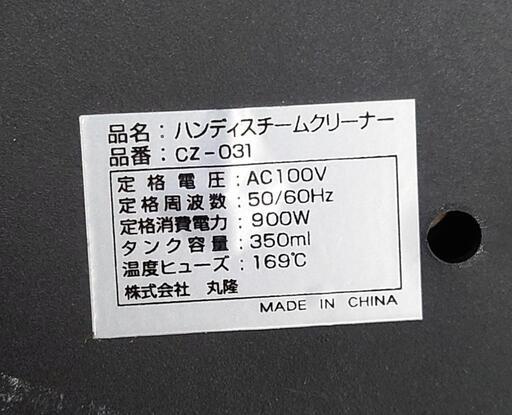 品名：ハンディスチームクリーナー
品番：CZ-031
定格電圧：AC100V
定格周波数：50/60Hz
定格消費電力：900W
タンク容量：350ml
温度ヒューズ：169℃
株式会社　丸隆
MADE IN CHINA